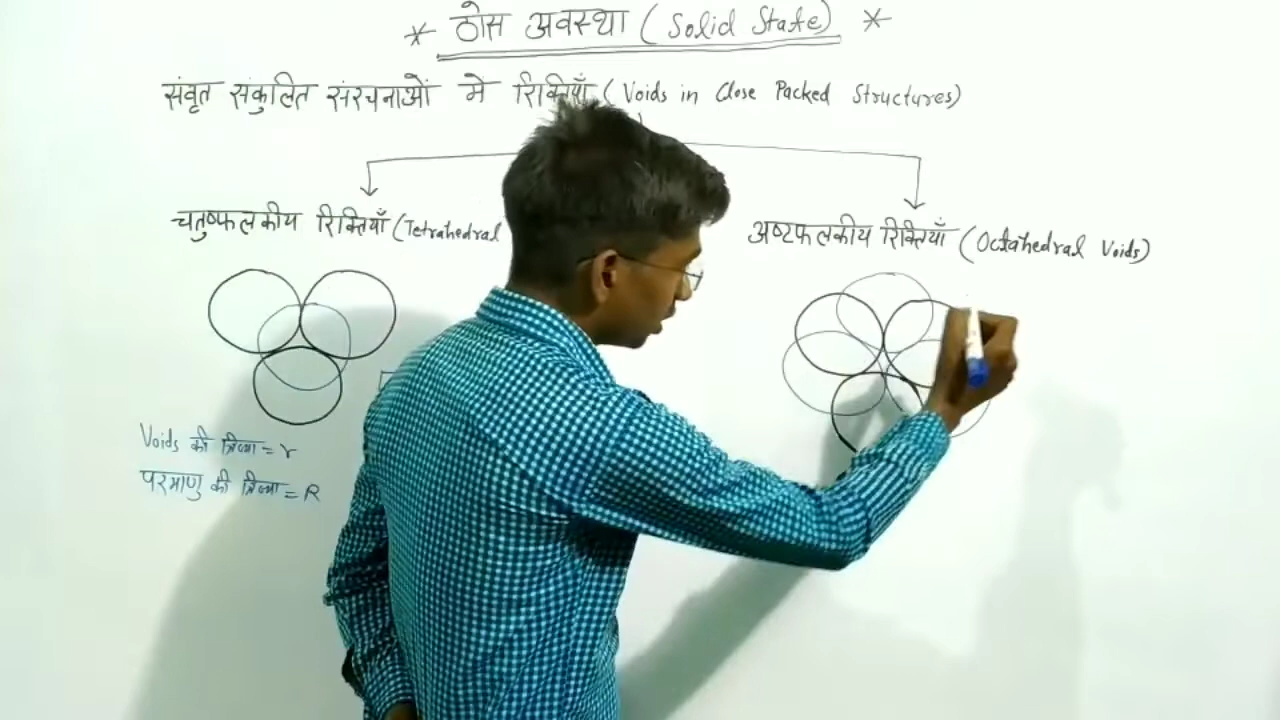 * ठोस अवस्था (Solid State) *
संवृत संकुलित संरचनाओं में रिक्तियाँ (Voids in Close Packed Structures)
चतुष्फलकीय रिक्तियाँ (Tetrahedral
अष्टफलकीय रिक्तियाँ (Octahedral Voids)
Voids की त्रिज्या = r
परमाणु की त्रिज्या = R